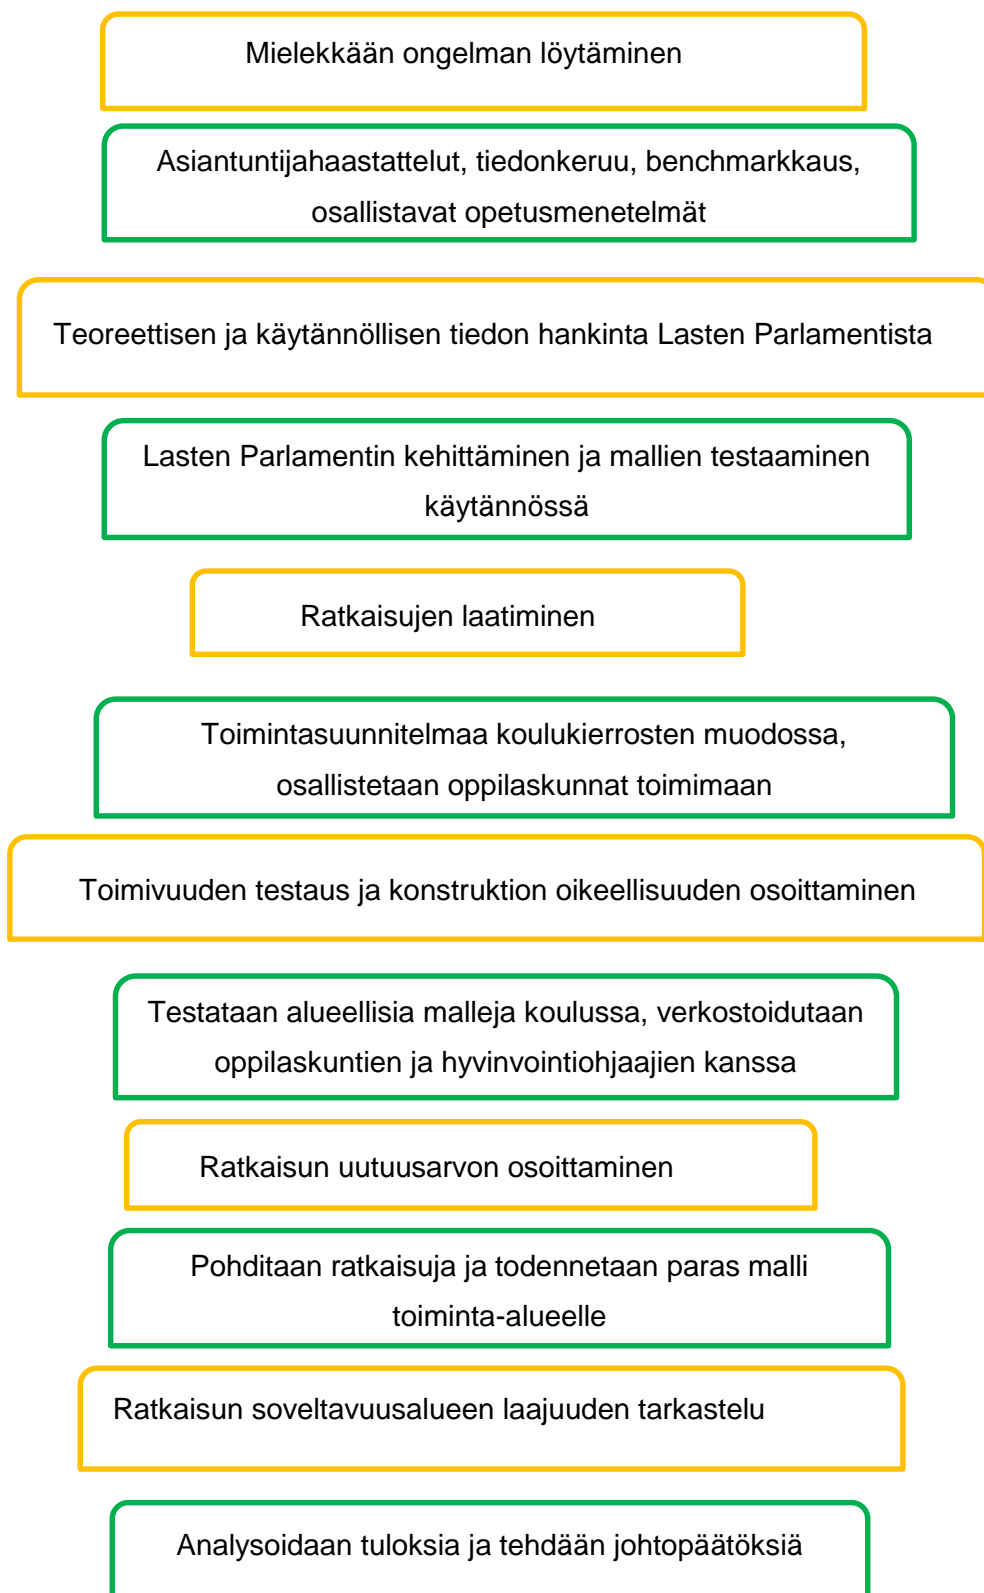 Mielekkään ongelman löytäminen
Asiantuntijahaastattelut, tiedonkeruu, benchmarkkaus,
osallistavat opetusmenetelmät
Teoreettisen ja käytännöllisen tiedon hankinta Lasten Parlamentista
Lasten Parlamentin kehittäminen ja mallien testaaminen
käytännössä
Ratkaisujen laatiminen
Toimintasuunnitelmaa koulukierrosten muodossa,
osallistetaan oppilaskunnat toimimaan
Toimivuuden testaus ja konstruktion oikeellisuuden osoittaminen
Testataan alueellisia malleja koulussa, verkostoidutaan
oppilaskuntien ja hyvinvointiohjaajien kanssa
Ratkaisun uutuusarvon osoittaminen
Pohditaan ratkaisuja ja todennetaan paras malli
toiminta-alueelle
Ratkaisun soveltavuusalueen laajuuden tarkastelu
Analysoidaan tuloksia ja tehdään johtopäätöksiä